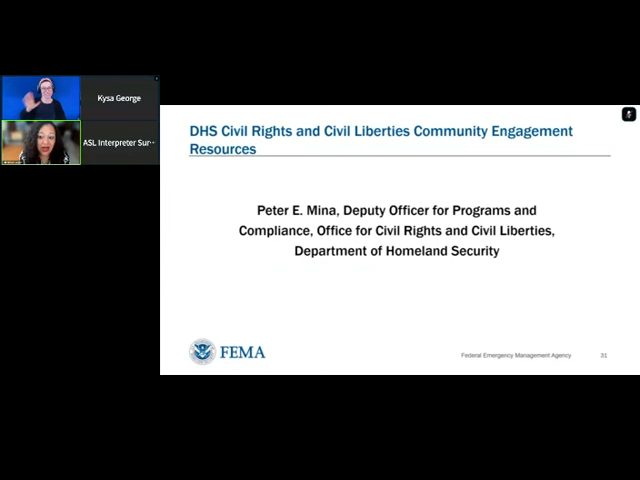 Kysa George
ASL Interpreter Sur...
DHS Civil Rights and Civil Liberties Community Engagement
Resources
Peter E. Mina, Deputy Officer for Programs and
Compliance, Office for Civil Rights and Civil Liberties,
Department of Homeland Security
FEMA
Federal Emergency Management Agency
31